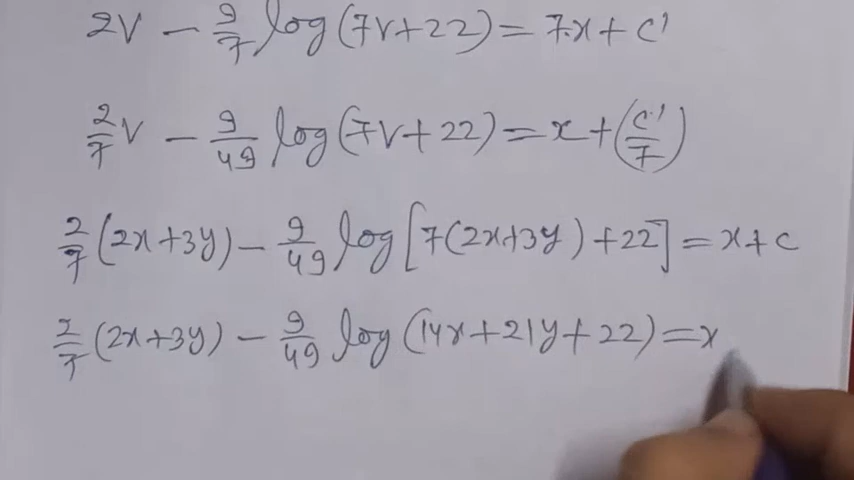 2V - 9/7 log(7V+22) = 7x + c'
2/7 V - 9/49 log(7V+22) = x + (c'/7)
2/7 (2x+3y) - 9/49 log[7(2x+3y)+22] = x + c
2/7 (2x+3y) - 9/49 log(14x+21y+22) = x